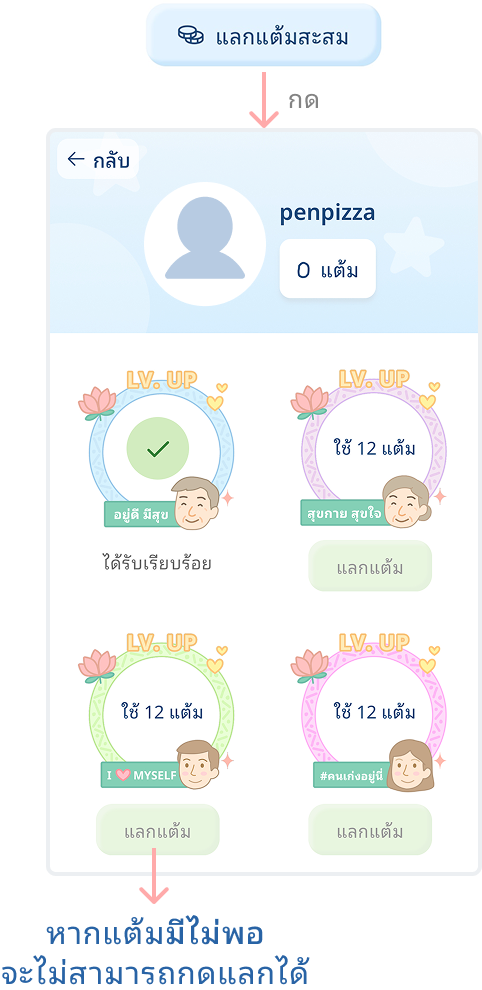 แลกแต้มสะสม
กด
กลับ
penpizza
0 แต้ม
LV. UP
LV. UP
ใช้ 12 แต้ม
อยู่ดี มีสุข
สุขกาย สุขใจ
ได้รับเรียบร้อย
แลกแต้ม
LV. UP
LV. UP
ใช้ 12 แต้ม
ใช้ 12 แต้ม
I ❤ MYSELF
#คนเก่งอยู่นี่
แลกแต้ม
แลกแต้ม
หากแต้มมีไม่พอ
จะไม่สามารถกดแลกได้